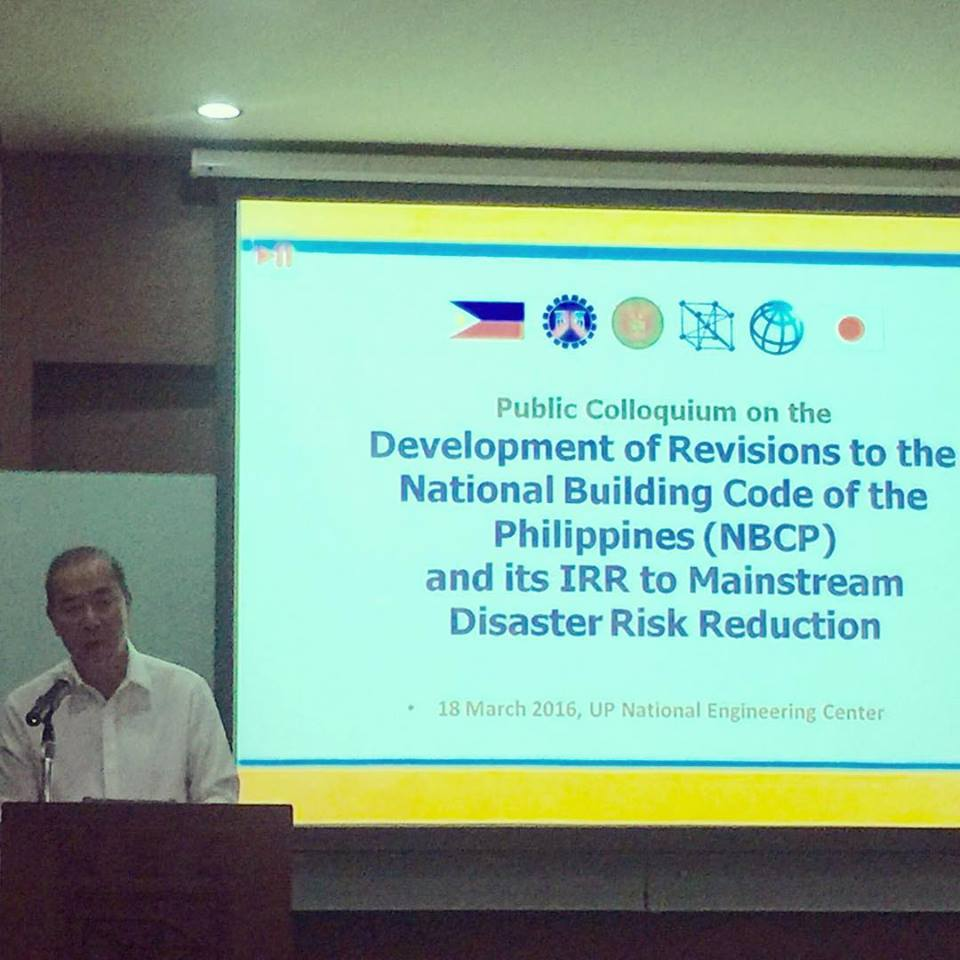 Public Colloquium on the
Development of Revisions to the
National Building Code of the
Philippines (NBCP)
and its IRR to Mainstream
Disaster Risk Reduction
• 18 March 2016, UP National Engineering Center